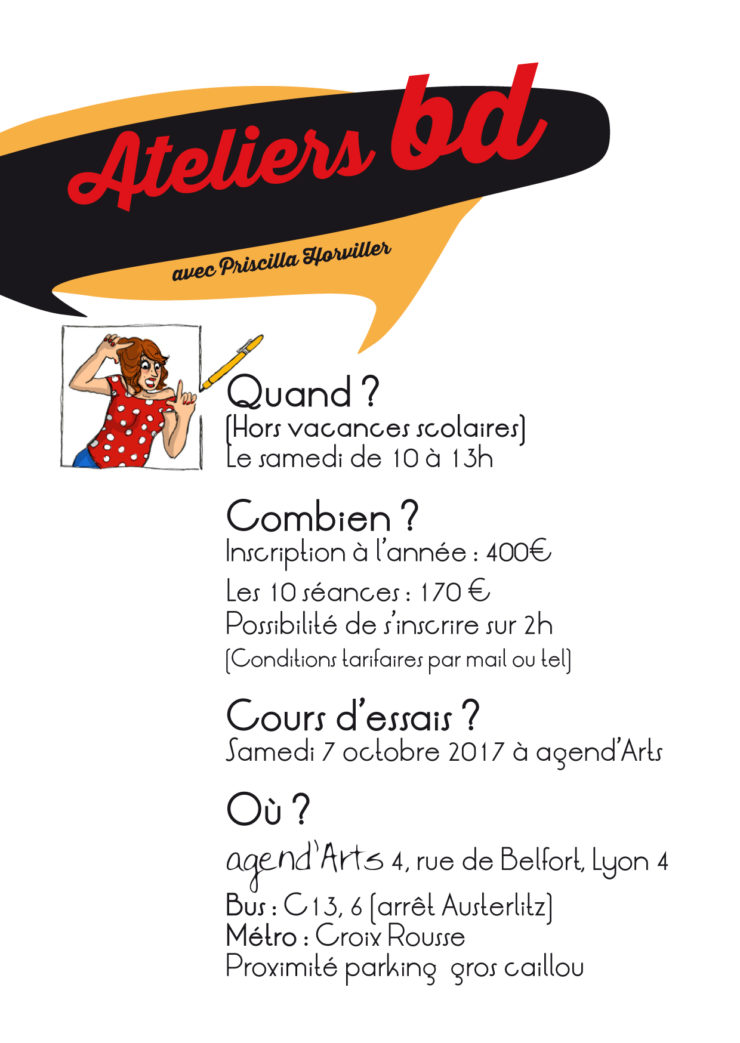 Ateliers bd
avec Priscilla Horviller
Quand ?
(Hors vacances scolaires)
Le samedi de 10 à 13h
Combien ?
Inscription à l'année : 400€
Les 10 séances : 170 €
Possibilité de s'inscrire sur 2h
(Conditions tarifaires par mail ou tel)
Cours d'essais ?
Samedi 7 octobre 2017 à agend'Arts
Où ?
agend'Arts 4, rue de Belfort, Lyon 4
Bus : C13, 6 (arrêt Austerlitz)
Métro : Croix Rousse
Proximité parking gros caillou